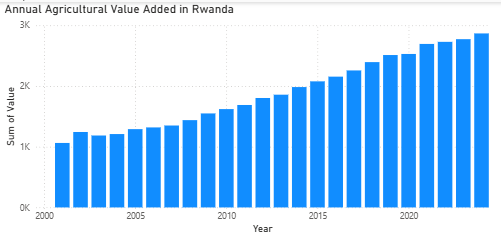 Annual Agricultural Value Added in Rwanda
3K
2K
1K
0K
Sum of Value
2000 2005 2010 2015 2020
Year